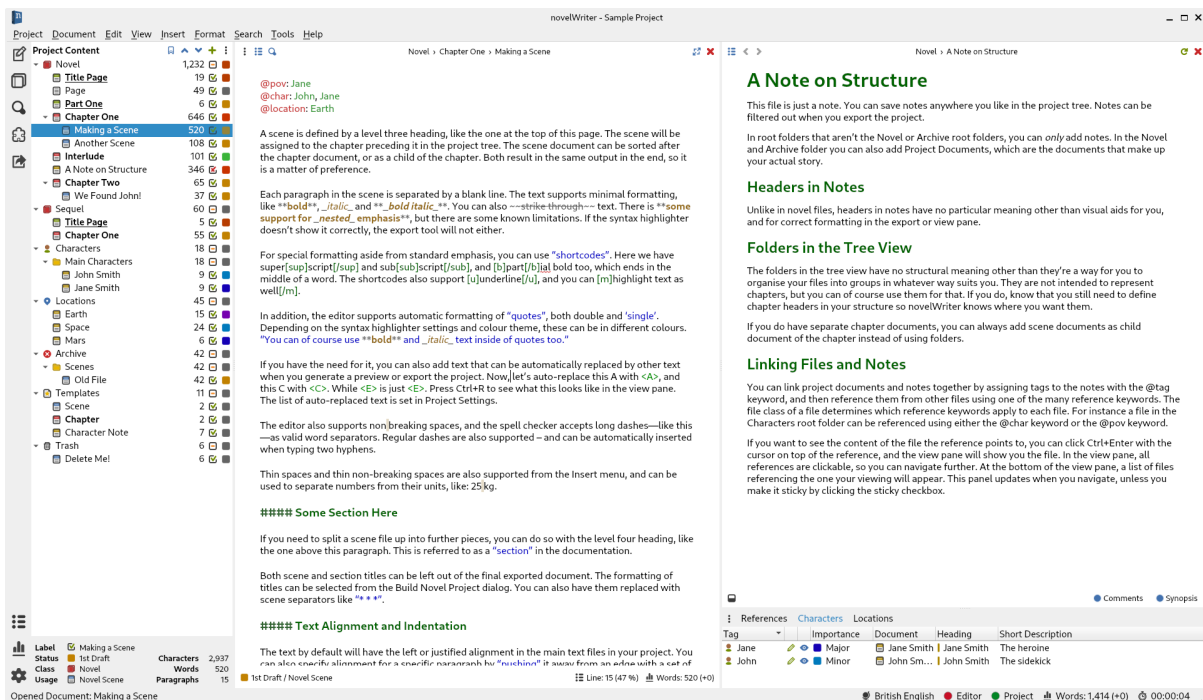 novelWriter - Sample Project
Project Document Edit View Insert Format Search Tools Help
Project Content
Novel 1,232
Title Page 19
Page 49
Part One 6
Chapter One 646
Making a Scene 520
Another Scene 108
Interlude 101
A Note on Structure 346
Chapter Two 65
We Found John! 37
Sequel 60
Title Page 5
Chapter One 55
Characters 18
Main Characters 18
John Smith 9
Jane Smith 9
Locations 45
Earth 15
Space 24
Mars 6
Archive 42
Scenes 42
Old File 42
Templates 11
Scene 2
Chapter 2
Character Note 7
Trash 6
Delete Me! 6
Label Making a Scene
Status 1st Draft Characters 2,937
Class Novel Words 520
Usage Novel Scene Paragraphs 15
Novel › Chapter One › Making a Scene
@pov: Jane
@char: John, Jane
@location: Earth
A scene is defined by a level three heading, like the one at the top of this page. The scene will be
assigned to the chapter preceding it in the project tree. The scene document can be sorted after
the chapter document, or as a child of the chapter. Both result in the same output in the end, so it
is a matter of preference.
Each paragraph in the scene is separated by a blank line. The text supports minimal formatting,
like **bold**, _italic_ and **_bold italic_**. You can also ~~strike through~~ text. There is **some
support for _nested_ emphasis**, but there are some known limitations. If the syntax highlighter
doesn’t show it correctly, the export tool will not either.
For special formatting aside from standard emphasis, you can use “shortcodes”. Here we have
super[sup]script[/sup] and sub[sub]script[/sub], and [b]part[/b]ial bold too, which ends in the
middle of a word. The shortcodes also support [u]underline[/u], and you can [m]highlight text as
well[/m].
In addition, the editor supports automatic formatting of “quotes”, both double and ‘single’.
Depending on the syntax highlighter settings and colour theme, these can be in different colours.
“You can of course use **bold** and _italic_ text inside of quotes too.”
If you have the need for it, you can also add text that can be automatically replaced by other text
when you generate a preview or export the project. Now, let’s auto-replace this A with <A>, and
this C with <C>. While <E> is just <E>. Press Ctrl+R to see what this looks like in the view pane.
The list of auto-replaced text is set in Project Settings.
The editor also supports non breaking spaces, and the spell checker accepts long dashes—like this
—as valid word separators. Regular dashes are also supported – and can be automatically inserted
when typing two hyphens.
Thin spaces and thin non-breaking spaces are also supported from the Insert menu, and can be
used to separate numbers from their units, like: 25 kg.
#### Some Section Here
If you need to split a scene file up into further pieces, you can do so with the level four heading, like
the one above this paragraph. This is referred to as a “section” in the documentation.
Both scene and section titles can be left out of the final exported document. The formatting of
titles can be selected from the Build Novel Project dialog. You can also have them replaced with
scene separators like “* * *”.
#### Text Alignment and Indentation
The text by default will have the left or justified alignment in the main text files in your project. You
can also specify alignment for a specific paragraph by “pushing” it away from an edge with a set of
1st Draft / Novel Scene Line: 15 (47 %) Words: 520 (+0)
Novel › A Note on Structure
A Note on Structure
This file is just a note. You can save notes anywhere you like in the project tree. Notes can be
filtered out when you export the project.
In root folders that aren’t the Novel or Archive root folders, you can only add notes. In the Novel
and Archive folder you can also add Project Documents, which are the documents that make up
your actual story.
Headers in Notes
Unlike in novel files, headers in notes have no particular meaning other than visual aids for you,
and for correct formatting in the export or view pane.
Folders in the Tree View
The folders in the tree view have no structural meaning other than they’re a way for you to
organise your files into groups in whatever way suits you. They are not intended to represent
chapters, but you can of course use them for that. If you do, know that you still need to define
chapter headers in your structure so novelWriter knows where you want them.
If you do have separate chapter documents, you can always add scene documents as child
document of the chapter instead of using folders.
Linking Files and Notes
You can link project documents and notes together by assigning tags to the notes with the @tag
keyword, and then reference them from other files using one of the many reference keywords. The
file class of a file determines which reference keywords apply to each file. For instance a file in the
Characters root folder can be referenced using either the @char keyword or the @pov keyword.
If you want to see the content of the file the reference points to, you can click Ctrl+Enter with the
cursor on top of the reference, and the view pane will show you the file. In the view pane, all
references are clickable, so you can navigate further. At the bottom of the view pane, a list of files
referencing the one your viewing will appear. This panel updates when you navigate, unless you
make it sticky by clicking the sticky checkbox.
Comments Synopsis
References Characters Locations
Tag Importance Document Heading Short Description
Jane Major Jane Smith Jane Smith The heroine
John Minor John Sm... John Smith The sidekick
Opened Document: Making a Scene
British English Editor Project Words: 1,414 (+0) 00:00:04